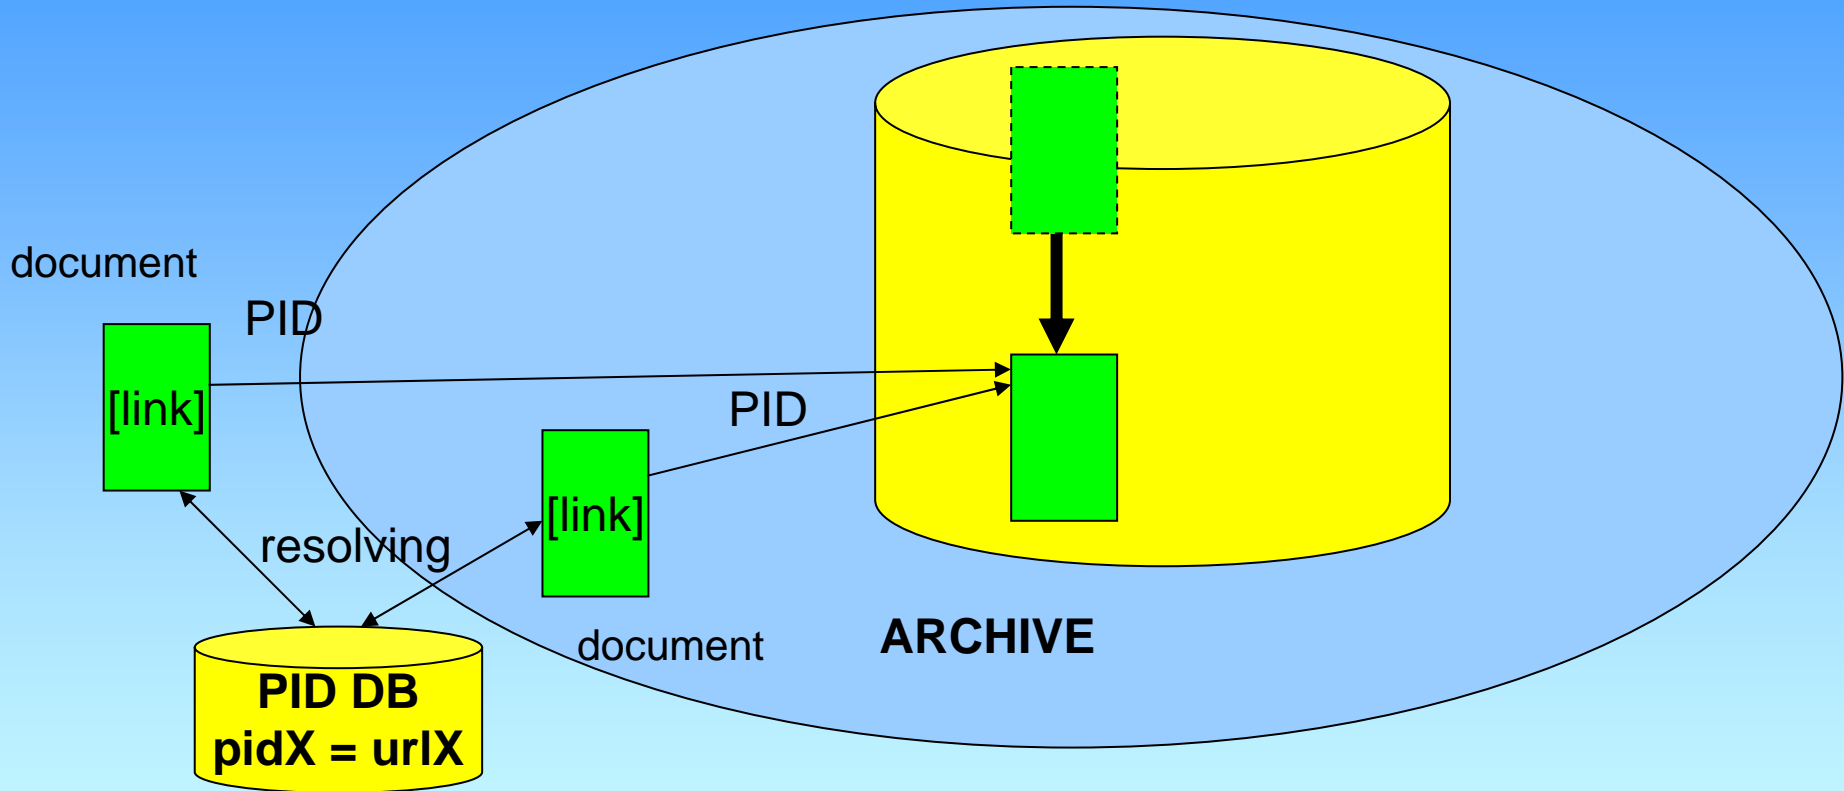 document
PID
[link]
PID
[link]
resolving
document
ARCHIVE
PID DB
pidX = urlX